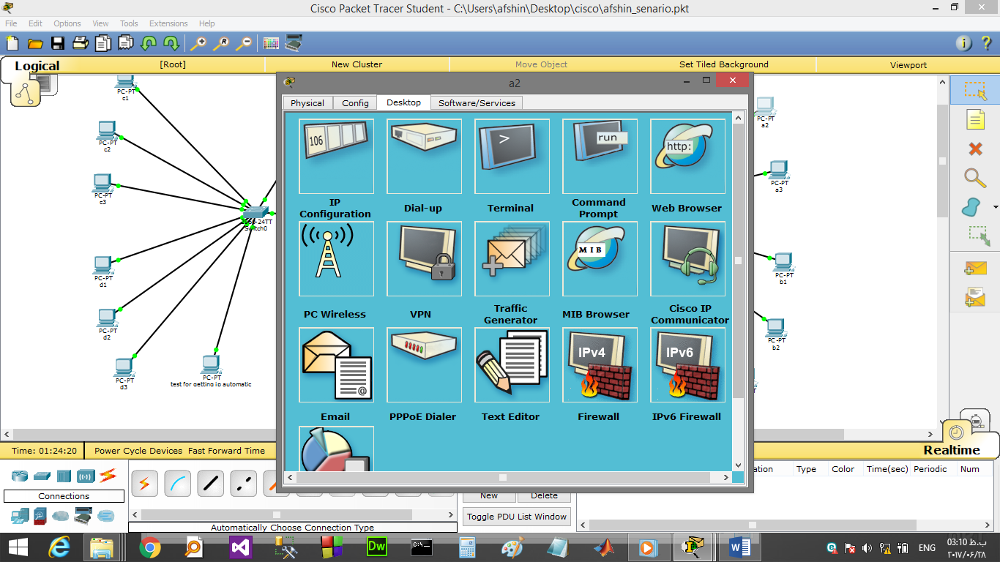 Cisco Packet Tracer Student - C:\Users\afshin\Desktop\cisco\afshin_senario.pkt
File Edit Options View Tools Extensions Help
Logical
[Root]
New Cluster
Move Object
Set Tiled Background
Viewport
PC-PT
c1
PC-PT
c2
PC-PT
c3
PC-PT
d1
PC-PT
d2
PC-PT
d3
PC-PT
test for getting ip automatic
-24TT
Switch0
a2
Physical
Config
Desktop
Software/Services
106
>
run
http:
IP
Configuration
Dial-up
Terminal
Command
Prompt
Web Browser
MIB
PC Wireless
VPN
Traffic
Generator
MIB Browser
Cisco IP
Communicator
@
IPv4
IPv6
Email
PPPoE Dialer
Text Editor
Firewall
IPv6 Firewall
PC-PT
a2
PC-PT
a3
PC-PT
b1
PC-PT
b2
Time: 01:24:20
Power Cycle Devices Fast Forward Time
Realtime
Connections
Automatically Choose Connection Type
New
Delete
Toggle PDU List Window
ation
Type
Color
Time(sec)
Periodic
Num
Dw
C:\
ENG
03:10 ب.ظ
۲۰۱۷/۰۶/۲۸